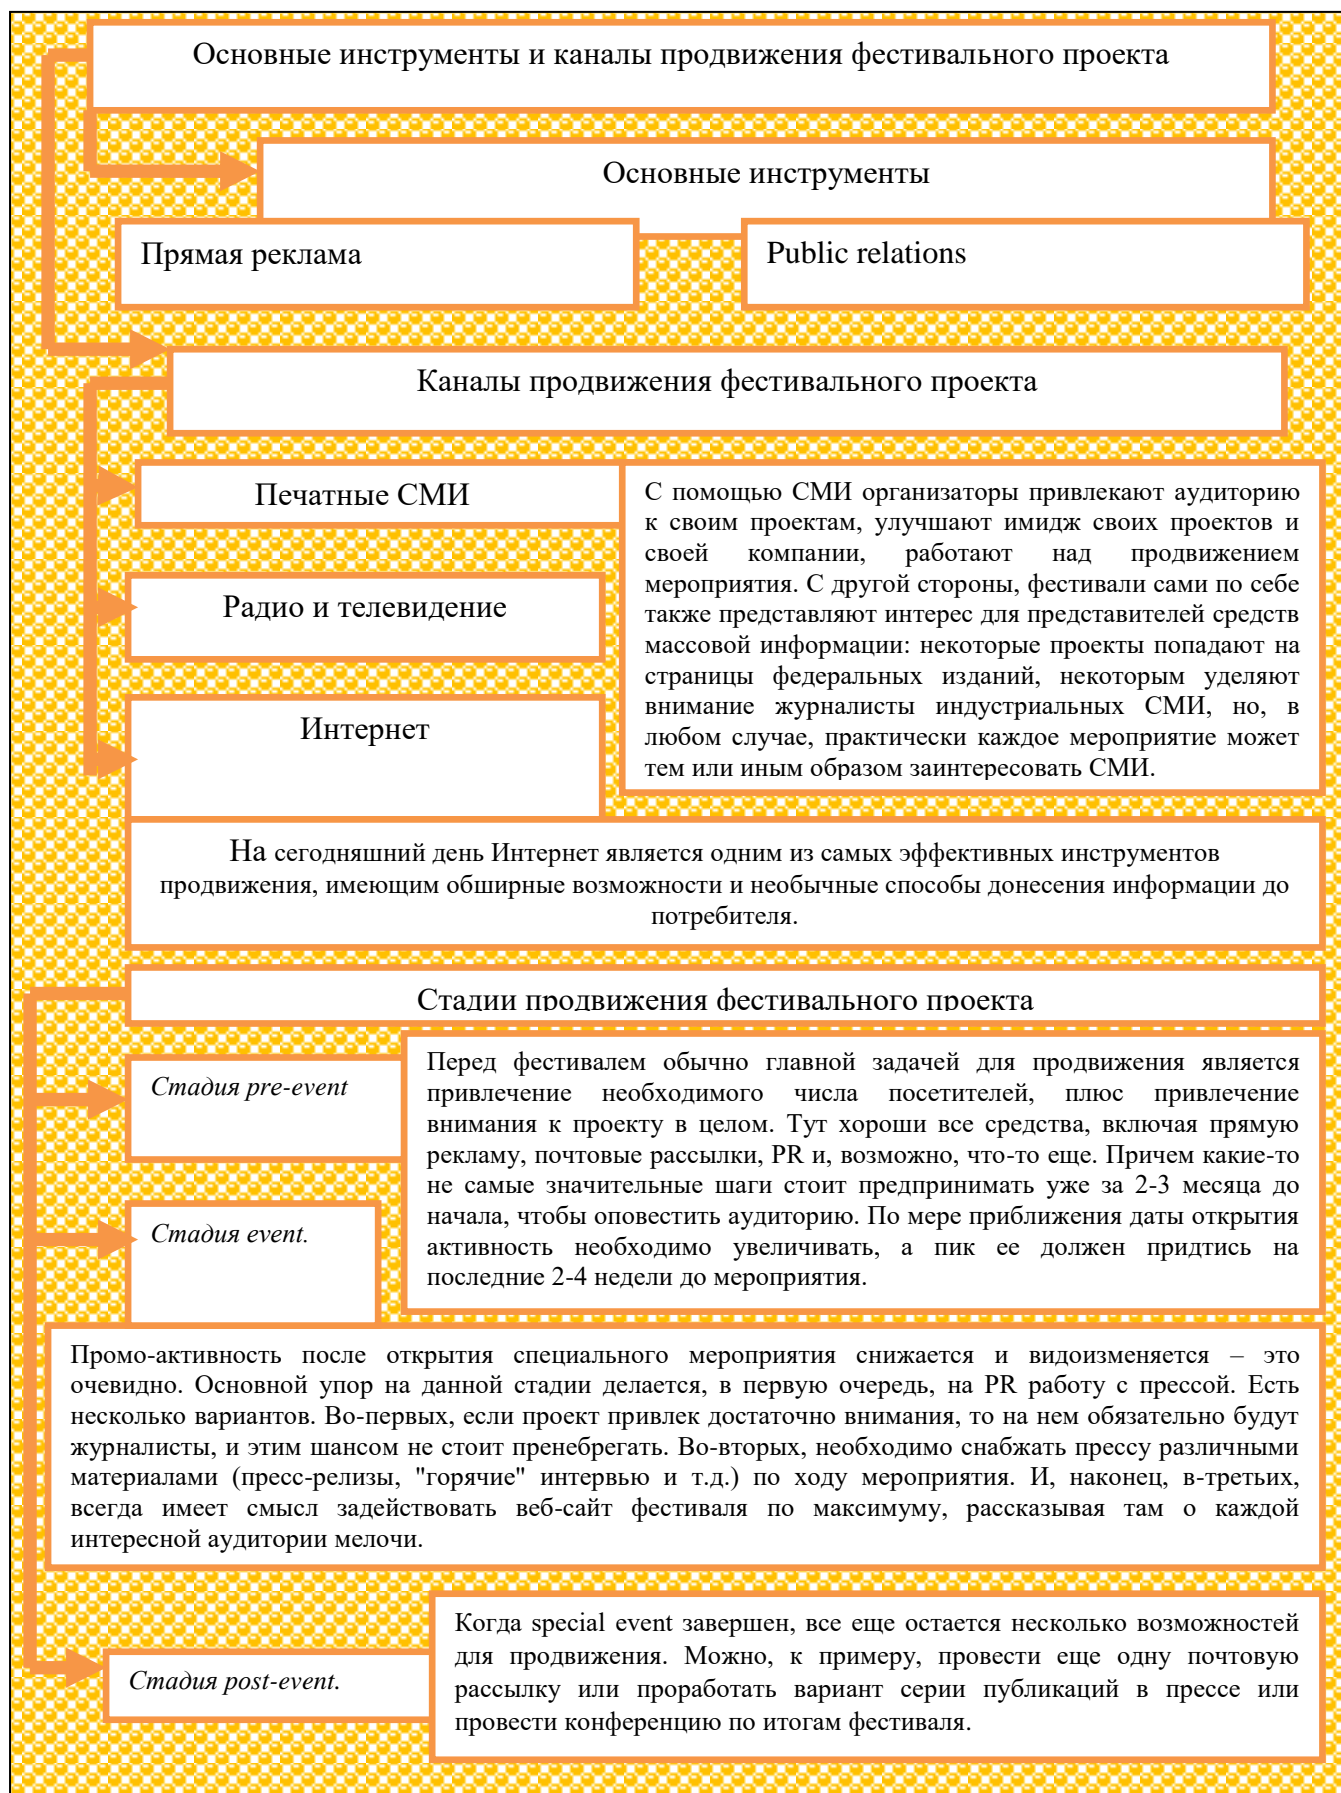 Основные инструменты и каналы продвижения фестивального проекта
Основные инструменты
Прямая реклама
Public relations
Каналы продвижения фестивального проекта
Печатные СМИ
С помощью СМИ организаторы привлекают аудиторию
к своим проектам, улучшают имидж своих проектов и
своей компании, работают над продвижением
мероприятия. С другой стороны, фестивали сами по себе
также представляют интерес для представителей средств
массовой информации: некоторые проекты попадают на
страницы федеральных изданий, некоторым уделяют
внимание журналисты индустриальных СМИ, но, в
любом случае, практически каждое мероприятие может
тем или иным образом заинтересовать СМИ.
Радио и телевидение
Интернет
На сегодняшний день Интернет является одним из самых эффективных инструментов
продвижения, имеющим обширные возможности и необычные способы донесения информации до
потребителя.
Стадии продвижения фестивального проекта
Стадия pre-event
Перед фестивалем обычно главной задачей для продвижения является
привлечение необходимого числа посетителей, плюс привлечение
внимания к проекту в целом. Тут хороши все средства, включая прямую
рекламу, почтовые рассылки, PR и, возможно, что-то еще. Причем какие-то
не самые значительные шаги стоит предпринимать уже за 2-3 месяца до
начала, чтобы оповестить аудиторию. По мере приближения даты открытия
активность необходимо увеличивать, а пик ее должен придтись на
последние 2-4 недели до мероприятия.
Стадия event.
Промо-активность после открытия специального мероприятия снижается и видоизменяется – это
очевидно. Основной упор на данной стадии делается, в первую очередь, на PR работу с прессой. Есть
несколько вариантов. Во-первых, если проект привлек достаточно внимания, то на нем обязательно будут
журналисты, и этим шансом не стоит пренебрегать. Во-вторых, необходимо снабжать прессу различными
материалами (пресс-релизы, "горячие" интервью и т.д.) по ходу мероприятия. И, наконец, в-третьих,
всегда имеет смысл задействовать веб-сайт фестиваля по максимуму, рассказывая там о каждой
интересной аудитории мелочи.
Стадия post-event.
Когда special event завершен, все еще остается несколько возможностей
для продвижения. Можно, к примеру, провести еще одну почтовую
рассылку или проработать вариант серии публикаций в прессе или
провести конференцию по итогам фестиваля.